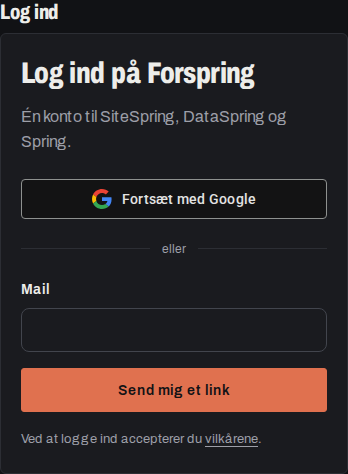 Log ind
Log ind på Forspring
Én konto til SiteSpring, DataSpring og
Spring.
Fortsæt med Google
eller
Mail
Send mig et link
Ved at logge ind accepterer du vilkårene.